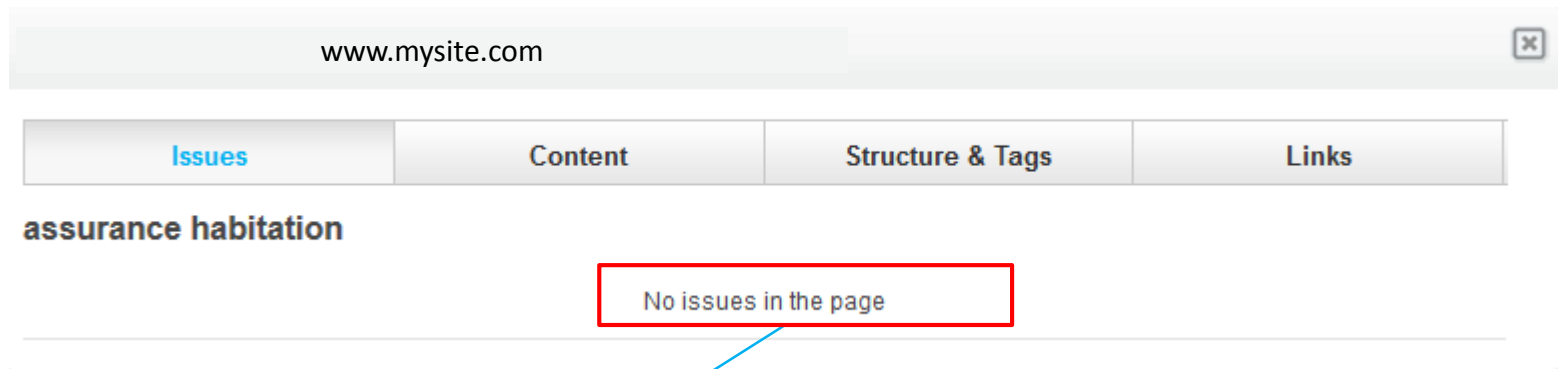 www.mysite.com
Issues Content Structure & Tags Links
assurance habitation
No issues in the page